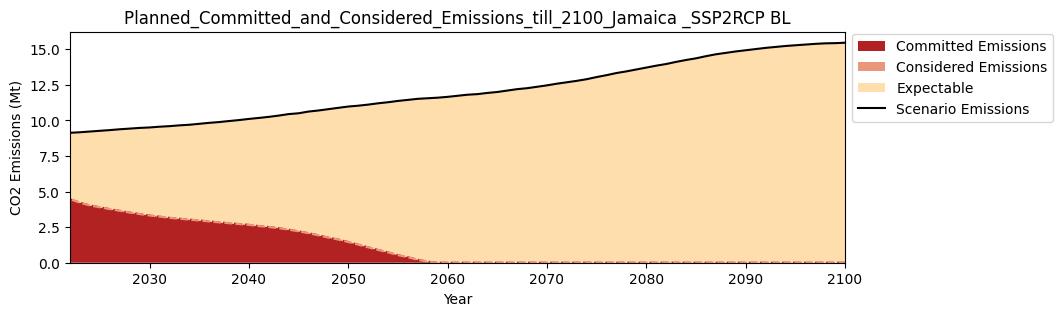 Planned_Committed_and_Considered_Emissions_till_2100_Jamaica _SSP2RCP BL
CO2 Emissions (Mt)
15.0
12.5
10.0
7.5
5.0
2.5
0.0
2030 2040 2050 2060 2070 2080 2090 2100
Year
Committed Emissions
Considered Emissions
Expectable
Scenario Emissions